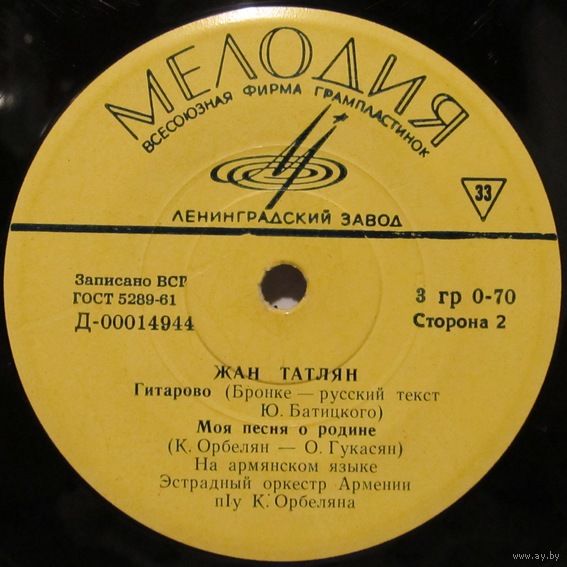 МЕЛОДИЯ
ВСЕСОЮЗНАЯ ФИРМА ГРАМПЛАСТИНОК
33
ЛЕНИНГРАДСКИЙ ЗАВОД
Записано ВСГ
ГОСТ 5289-61
Д-00014944
3 гр 0-70
Сторона 2
ЖАН ТАТЛЯН
Гитарово (Бронке — русский текст
Ю. Батицкого)
Моя песня о родине
(К. Орбелян — О. Гукасян)
На армянском языке
Эстрадный оркестр Армении
пIу К. Орбеляна
www.ay.by